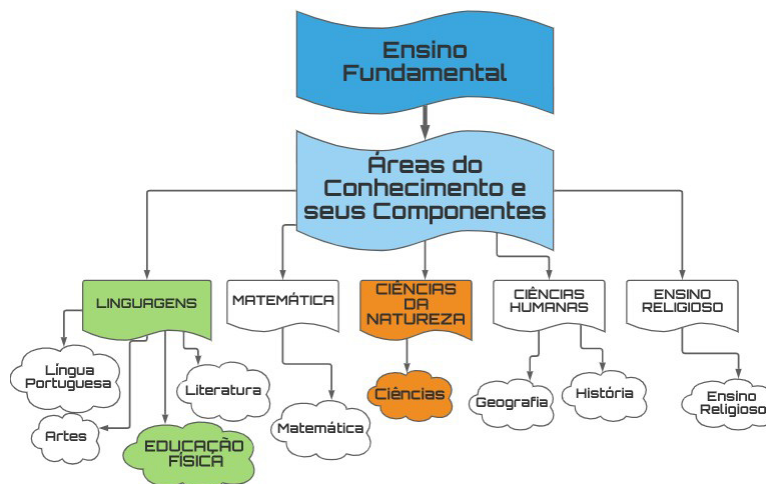 Ensino
Fundamental
Áreas do
Conhecimento e
seus Componentes
LINGUAGENS
MATEMÁTICA
CIÊNCIAS
DA
NATUREZA
CIÊNCIAS
HUMANAS
ENSINO
RELIGIOSO
Língua
Portuguesa
Artes
EDUCAÇÃO
FÍSICA
Literatura
Matemática
Ciências
Geografia
História
Ensino
Religioso